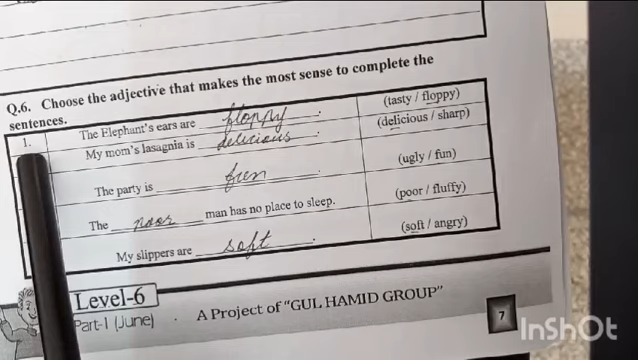 Q.6. Choose the adjective that makes the most sense to complete the
sentences.
1. The Elephant's ears are floppy. (tasty / floppy)
My mom's lasagnia is delicious. (delicious / sharp)
The party is fun. (ugly / fun)
The poor man has no place to sleep. (poor / fluffy)
My slippers are soft. (soft / angry)
Level-6
Part-1 (June)
A Project of "GUL HAMID GROUP"
7
InShOt